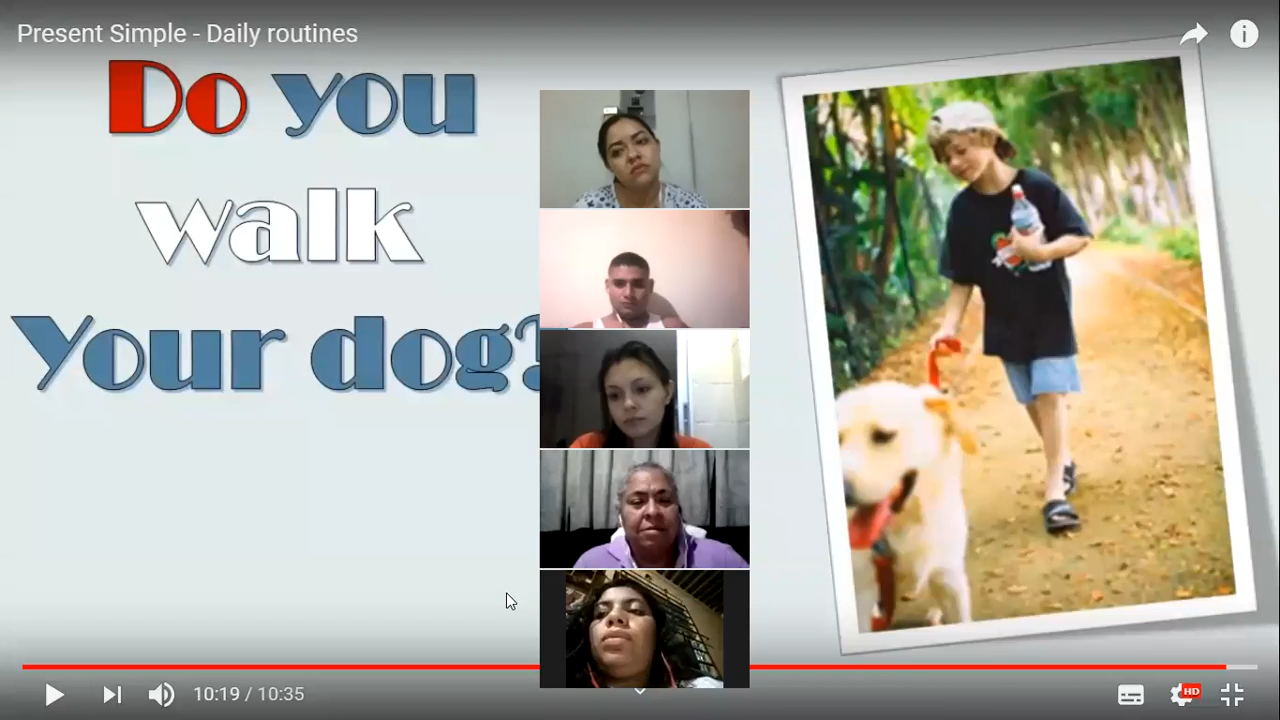 Present Simple - Daily routines
Do you
walk
Your dog?
10:19 / 10:35
HD